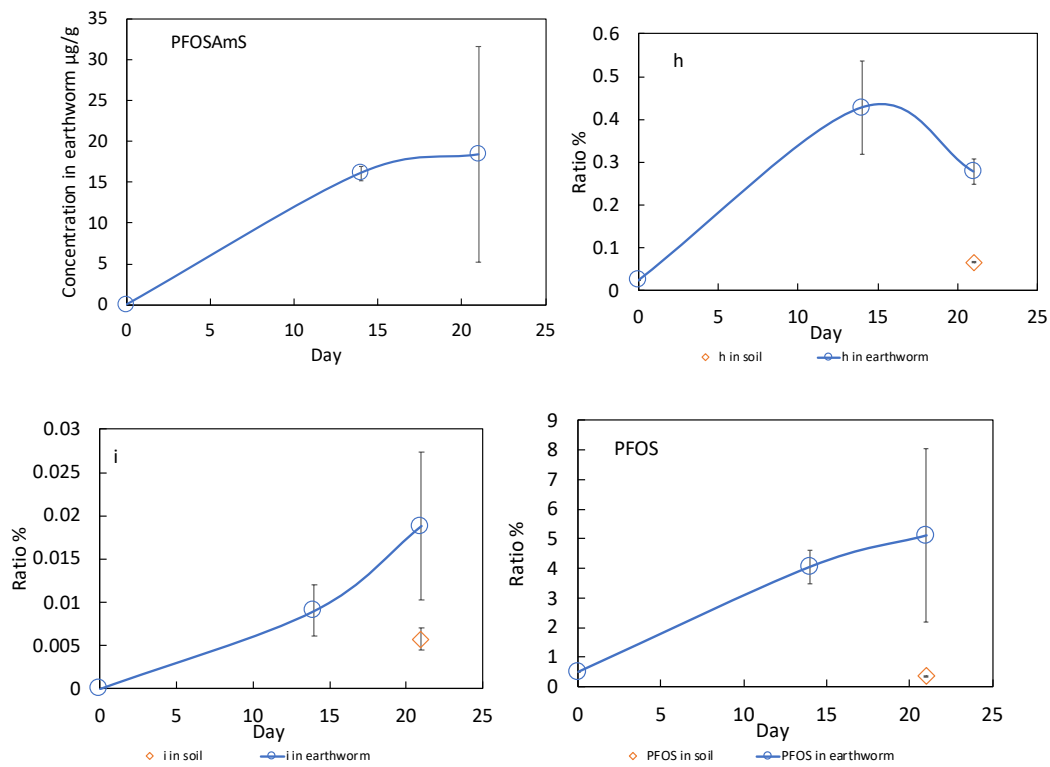 PFOSAmS
Concentration in earthworm µg/g
35
30
25
20
15
10
5
0
0 5 10 15 20 25
Day
h
Ratio %
0.6
0.5
0.4
0.3
0.2
0.1
0
0 5 10 15 20 25
Day
h in soil h in earthworm
i
Ratio %
0.03
0.025
0.02
0.015
0.01
0.005
0
0 5 10 15 20 25
Day
i in soil i in earthworm
PFOS
Ratio %
9
8
7
6
5
4
3
2
1
0
0 5 10 15 20 25
Day
PFOS in soil PFOS in earthworm